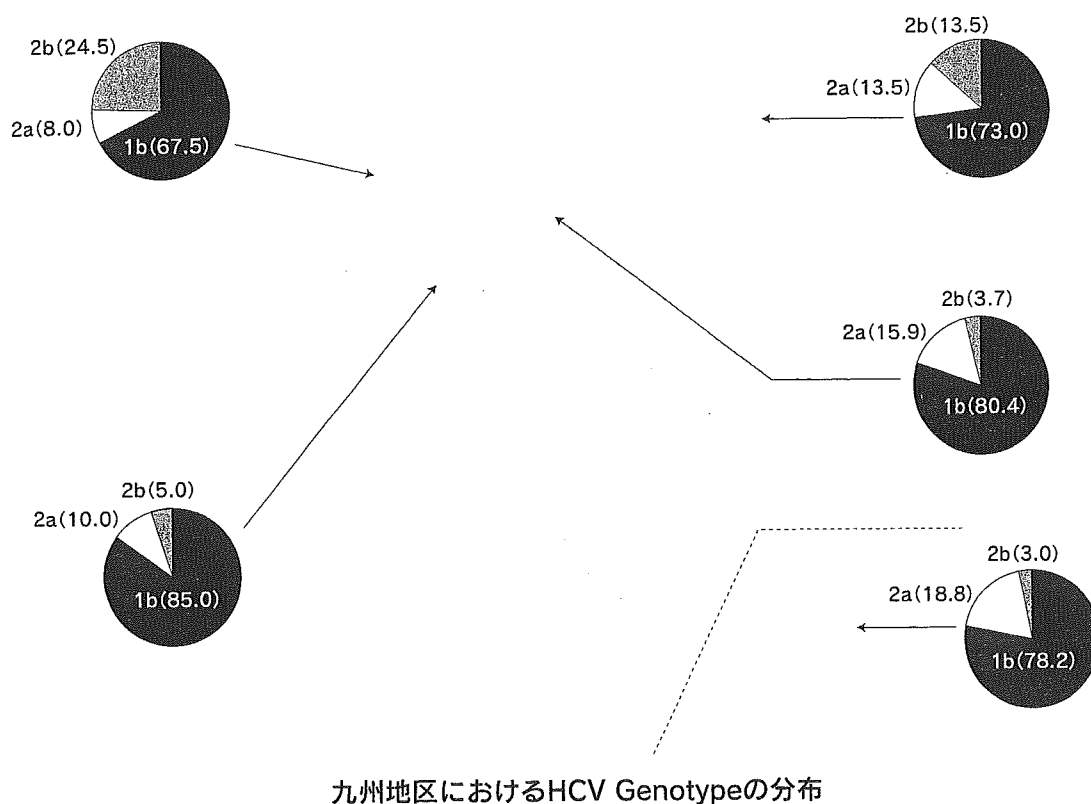 2b(24.5)
2a(8.0)
1b(67.5)
2b(13.5)
2a(13.5)
1b(73.0)
2b(3.7)
2a(15.9)
1b(80.4)
2b(5.0)
2a(10.0)
1b(85.0)
2b(3.0)
2a(18.8)
1b(78.2)
九州地区におけるHCV Genotypeの分布